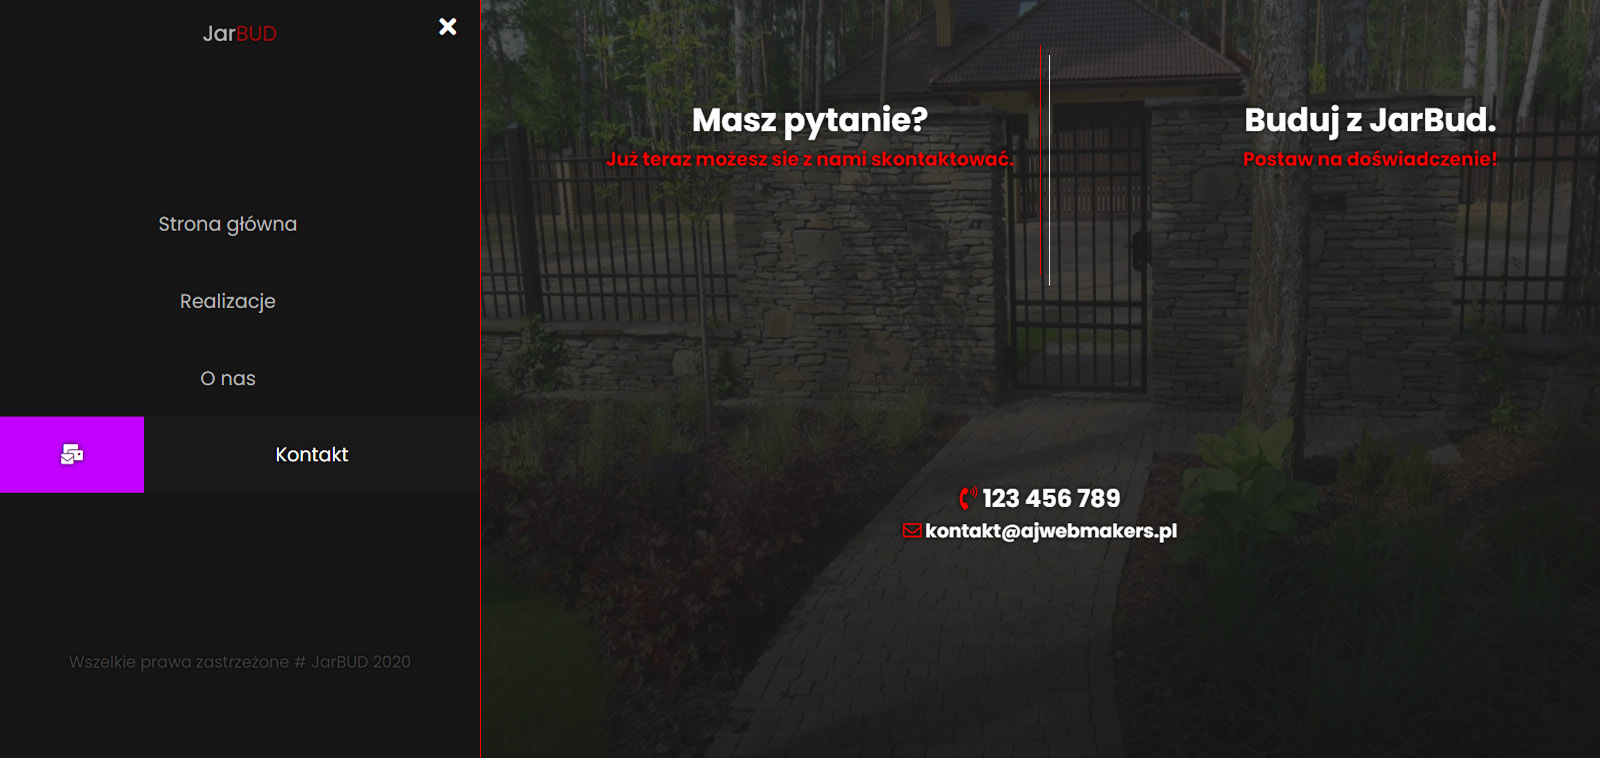 JarBUD
Strona główna
Realizacje
O nas
Kontakt
Wszelkie prawa zastrzeżone # JarBUD 2020
Masz pytanie?
Już teraz możesz sie z nami skontaktować.
Buduj z JarBud.
Postaw na doświadczenie!
123 456 789
kontakt@ajwebmakers.pl